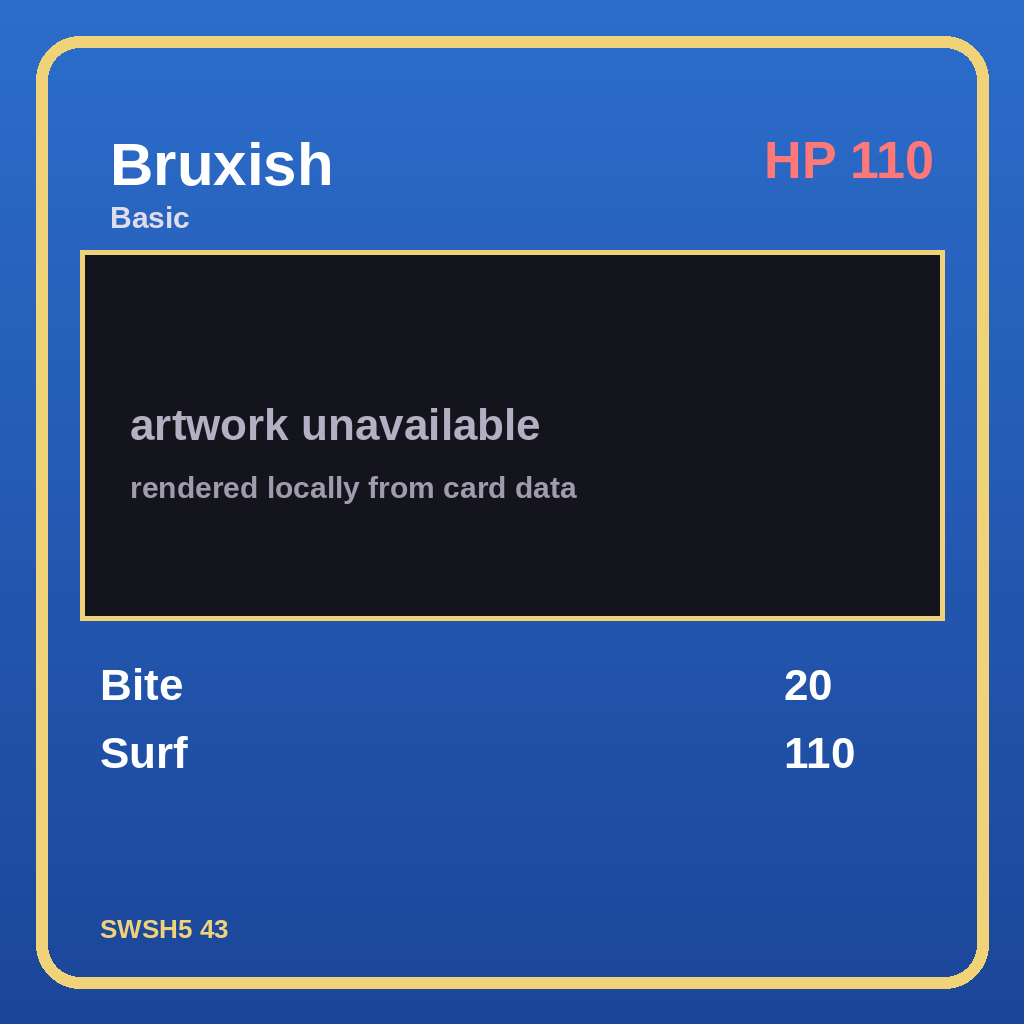 Bruxish
HP 110
Basic
artwork unavailable
rendered locally from card data
Bite 20
Surf 110
SWSH5 43